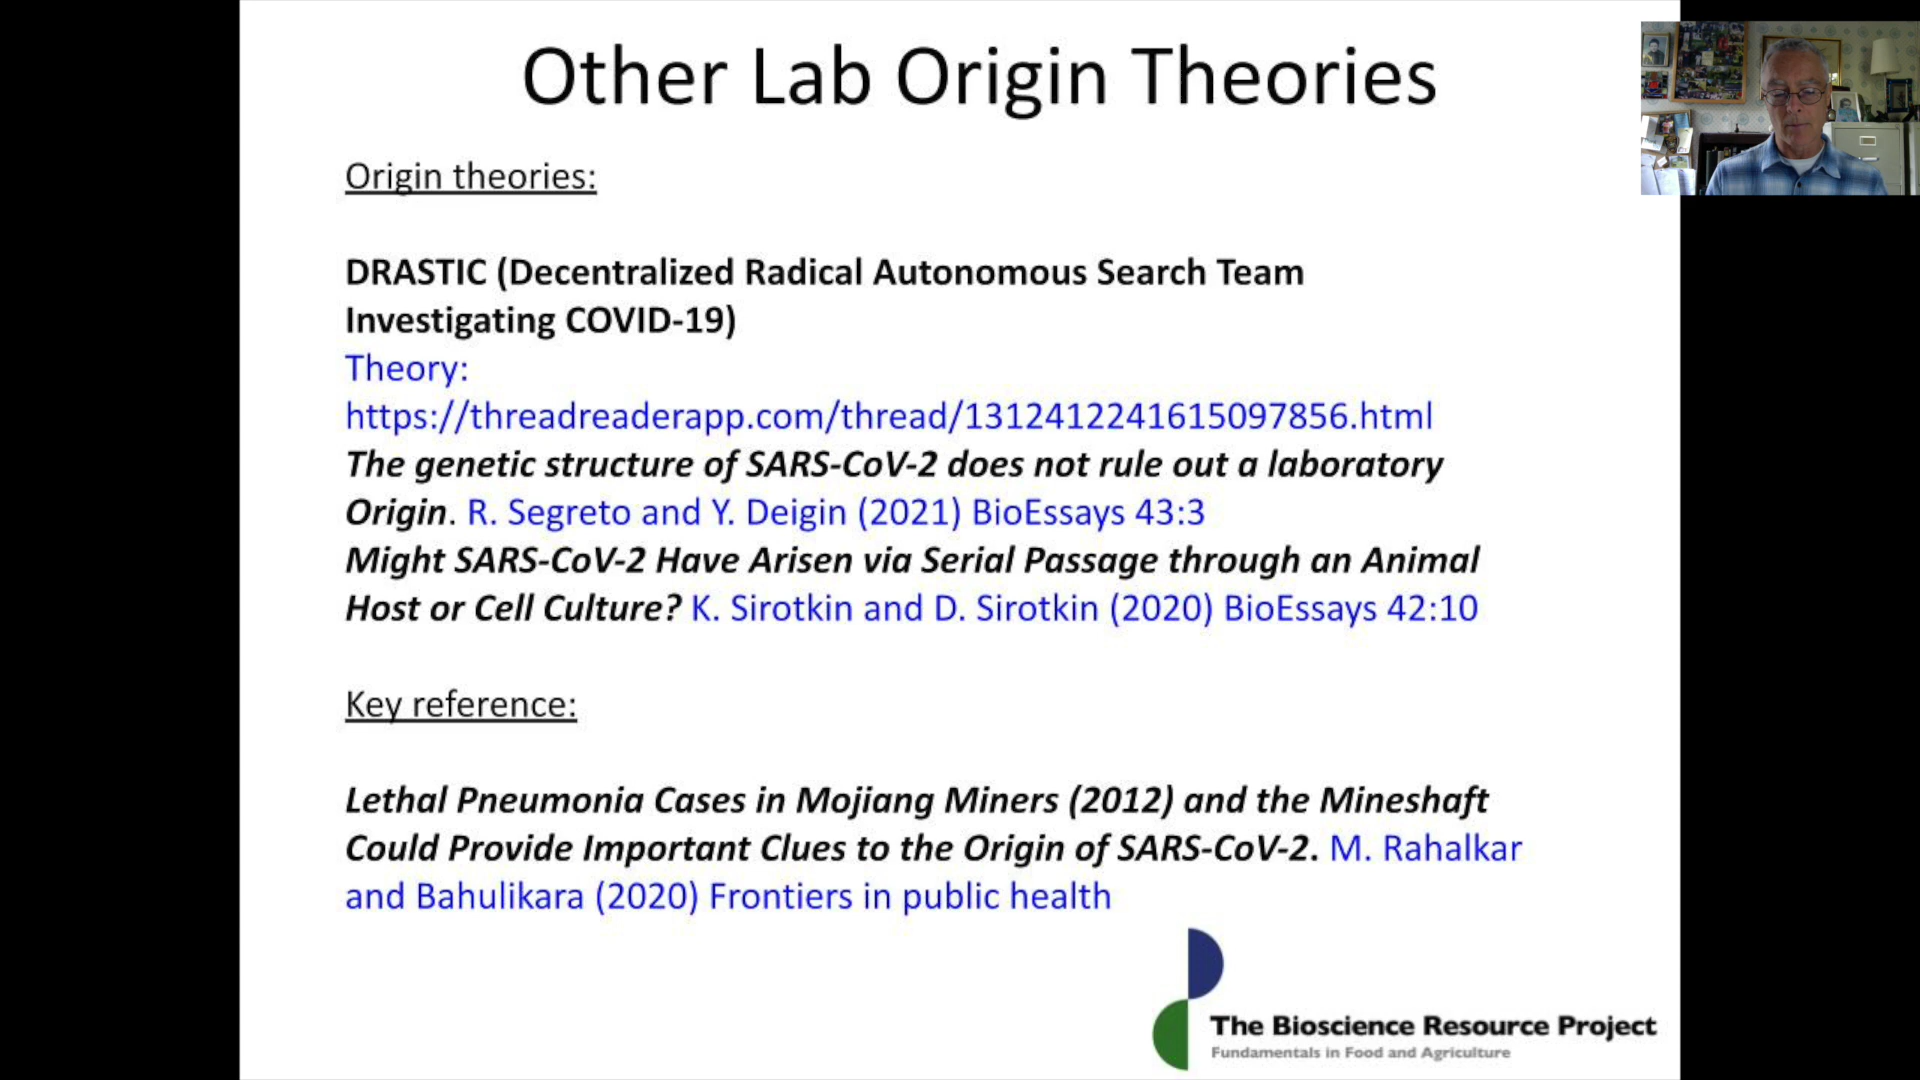 Other Lab Origin Theories
Origin theories:
DRASTIC (Decentralized Radical Autonomous Search Team
Investigating COVID-19)
Theory:
https://threadreaderapp.com/thread/1312412241615097856.html
The genetic structure of SARS-CoV-2 does not rule out a laboratory
Origin. R. Segreto and Y. Deigin (2021) BioEssays 43:3
Might SARS-CoV-2 Have Arisen via Serial Passage through an Animal
Host or Cell Culture? K. Sirotkin and D. Sirotkin (2020) BioEssays 42:10
Key reference:
Lethal Pneumonia Cases in Mojiang Miners (2012) and the Mineshaft
Could Provide Important Clues to the Origin of SARS-CoV-2. M. Rahalkar
and Bahulikara (2020) Frontiers in public health
The Bioscience Resource Project
Fundamentals in Food and Agriculture